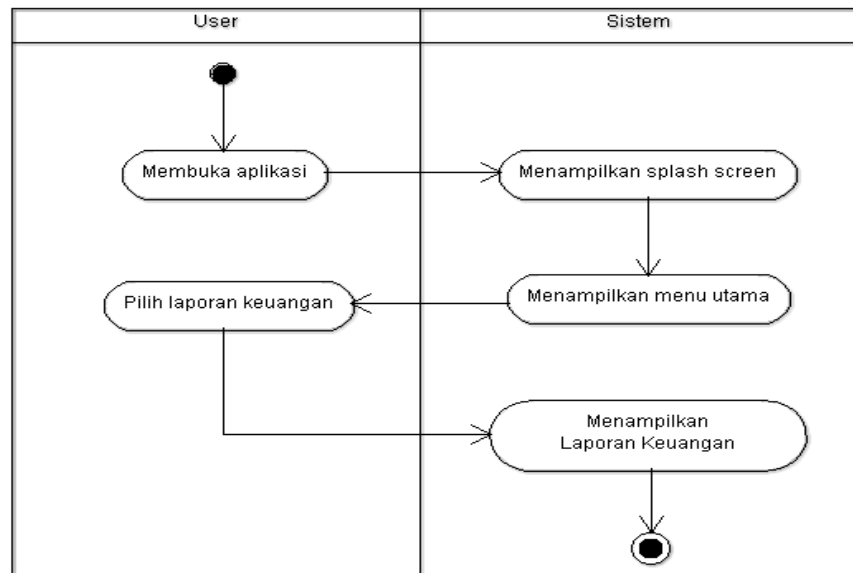 User
Sistem
Membuka aplikasi
Menampilkan splash screen
Menampilkan menu utama
Pilih laporan keuangan
Menampilkan
Laporan Keuangan